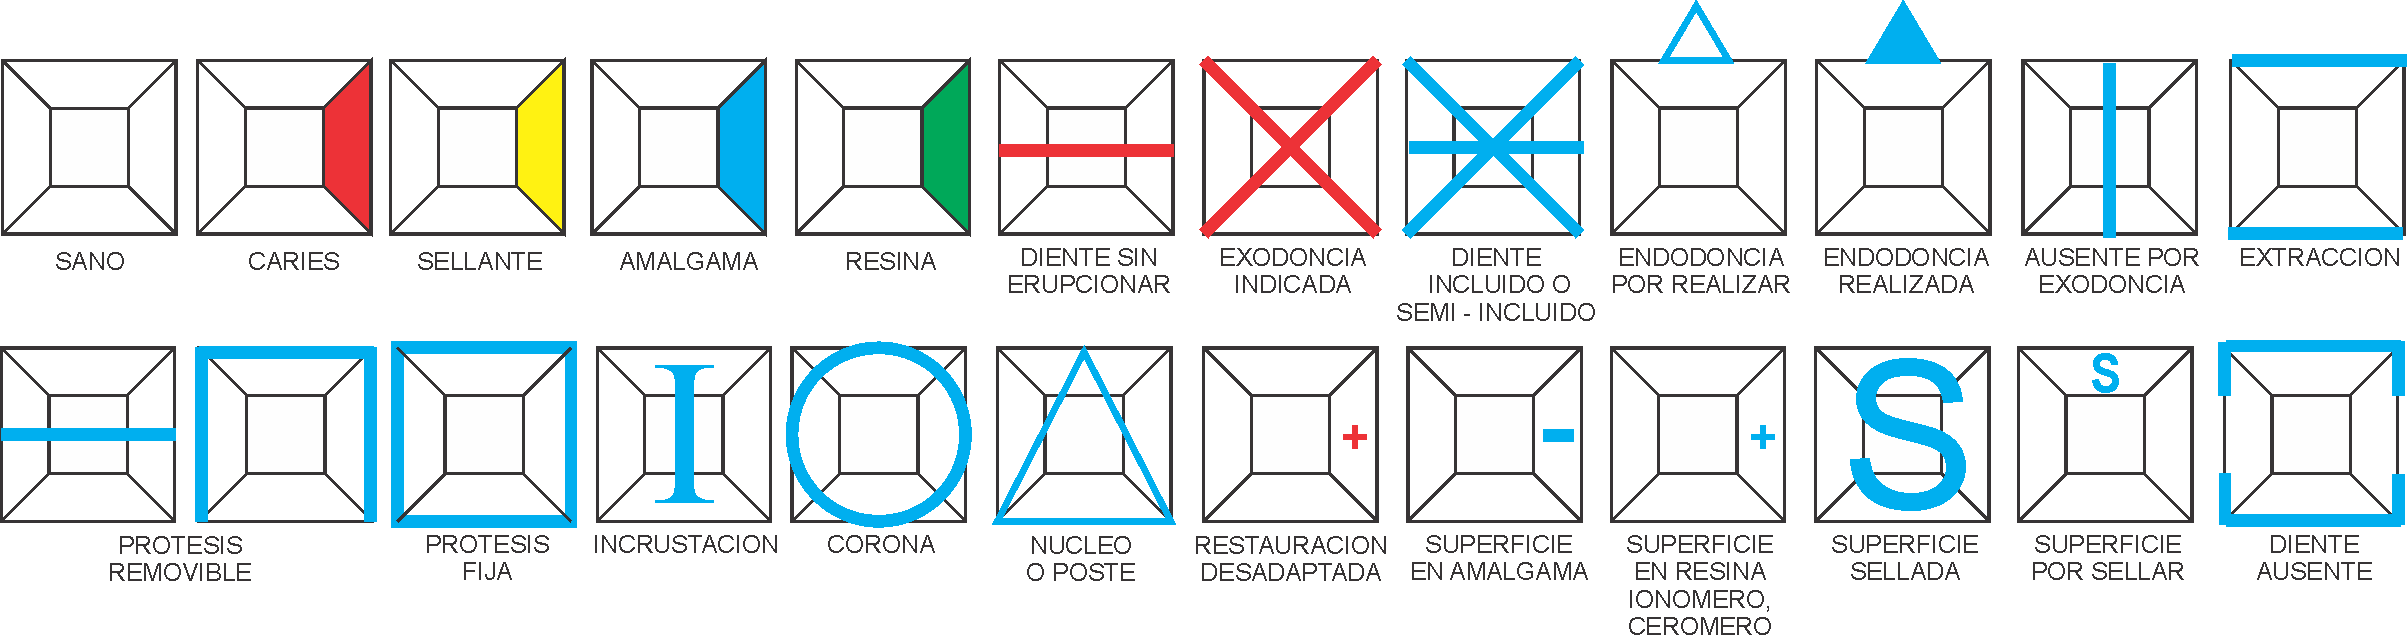 SANO
CARIES
SELLANTE
AMALGAMA
RESINA
DIENTE SIN
ERUPCIONAR
EXODONCIA
INDICADA
DIENTE
INCLUIDO O
SEMI - INCLUIDO
ENDODONCIA
POR REALIZAR
ENDODONCIA
REALIZADA
AUSENTE POR
EXODONCIA
EXTRACCION
I
+
-
+
S
S
PROTESIS
REMOVIBLE
PROTESIS
FIJA
INCRUSTACION
CORONA
NUCLEO
O POSTE
RESTAURACION
DESADAPTADA
SUPERFICIE
EN AMALGAMA
SUPERFICIE
EN RESINA
IONOMERO,
CEROMERO
SUPERFICIE
SELLADA
SUPERFICIE
POR SELLAR
DIENTE
AUSENTE